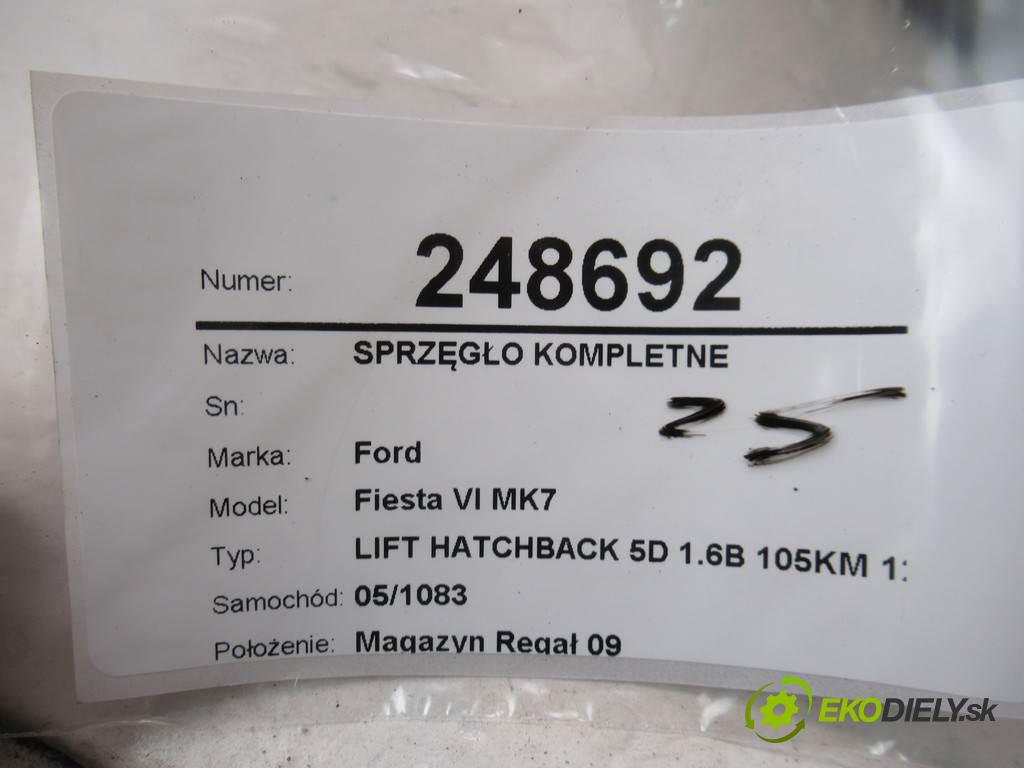 Numer: 248692
Nazwa: SPRZĘGŁO KOMPLETNE
Sn:
25
Marka: Ford
Model: Fiesta VI MK7
Typ: LIFT HATCHBACK 5D 1.6B 105KM 1:
Samochód: 05/1083
Położenie: Magazyn Regał 09
EKODIELY.sk